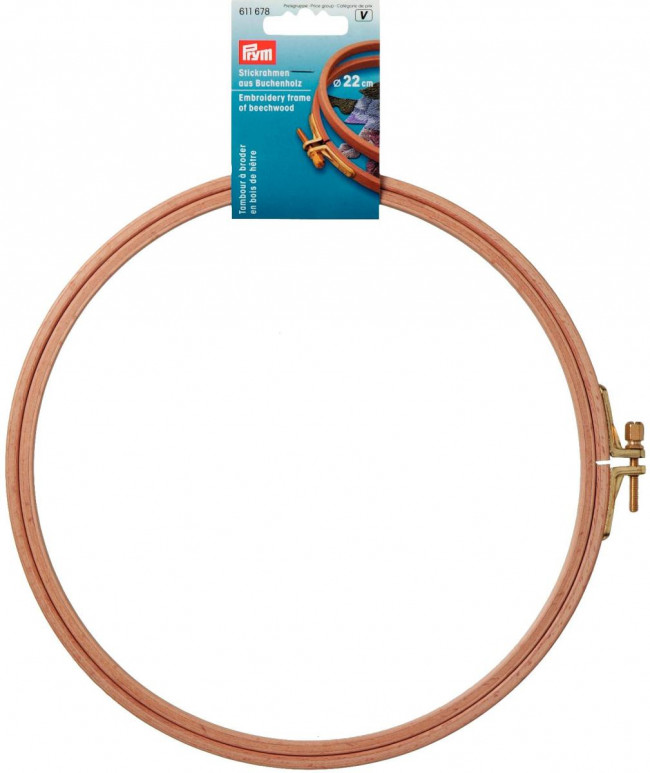 Preisgruppe · Price group · Catégorie de prix
611 678
V
Prym
Stickrahmen
aus Buchenholz
ø 22 cm
Embroidery frame
of beechwood
Tambour à broder
en bois de hêtre